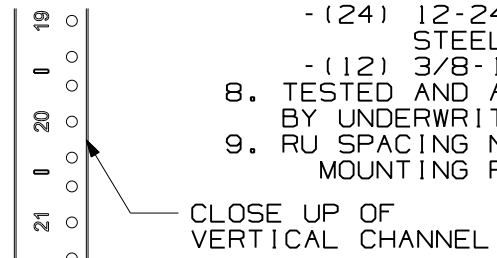 -(24) 12-24
STEEL
-(12) 3/8-1
8. TESTED AND A
BY UNDERWRIT
9. RU SPACING N
MOUNTING
19
20
21
CLOSE UP OF
VERTICAL CHANNEL